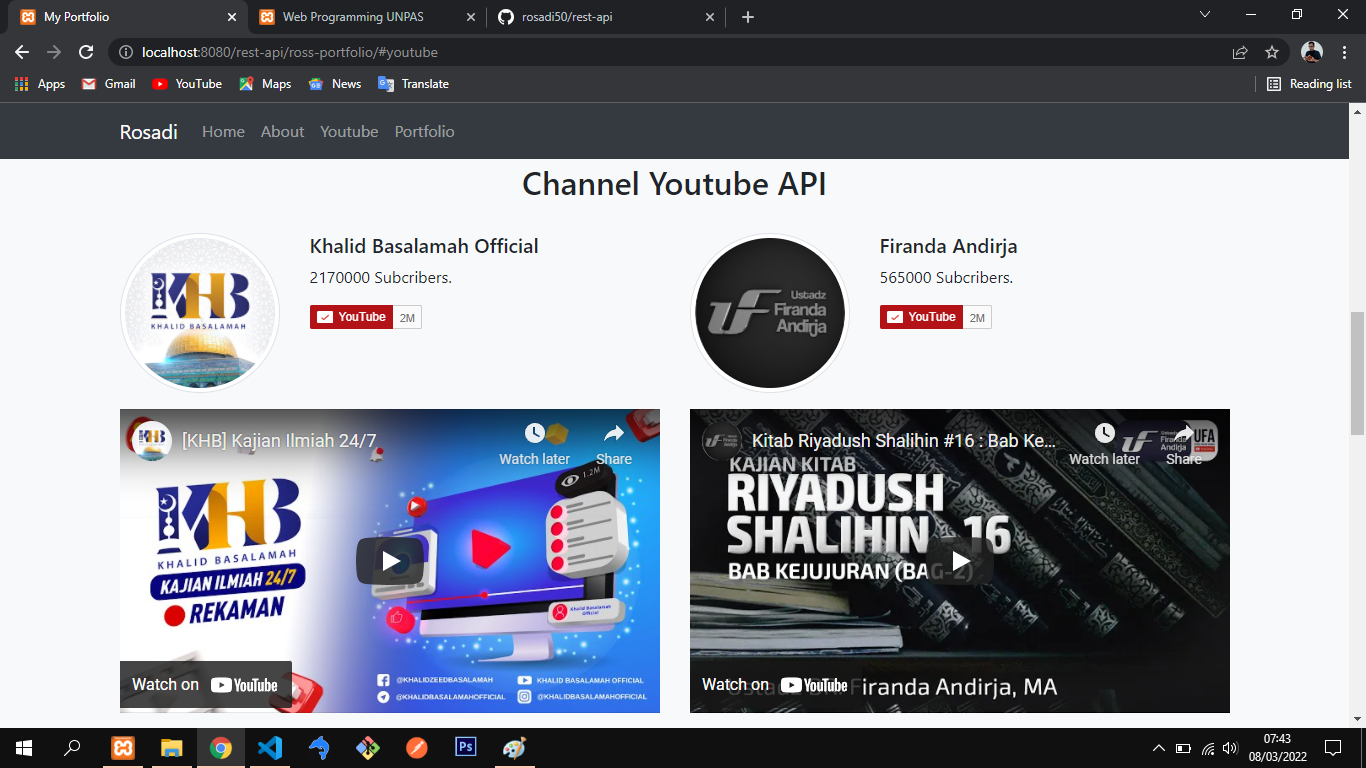 My Portfolio
Web Programming UNPAS
rosadi50/rest-api
localhost:8080/rest-api/ross-portfolio/#youtube
Apps
Gmail
YouTube
Maps
News
Translate
Reading list
Rosadi
Home
About
Youtube
Portfolio
Channel Youtube API
KHB
KHALID BASALAMAH
Khalid Basalamah Official
2170000 Subcribers.
YouTube
2M
UF Ustadz
Firanda
Andirja
Firanda Andirja
565000 Subcribers.
YouTube
2M
[KHB] Kajian Ilmiah 24/7
Watch later
Share
1.2M
KHB
KHALID BASALAMAH
KAJIAN ILMIAH 24/7
REKAMAN
Khalid Basalamah
Official
@KHALIDZEEDBASALAMAH
KHALID BASALAMAH OFFICIAL
@KHALIDBASALAMAHOFFICIAL
@KHALIDBASALAMAHOFFICIAL
Watch on YouTube
Kitab Riyadush Shalihin #16 : Bab Ke...
Watch later
Share
Firanda
Andirja
UFA
KAJIAN KITAB
RIYADUSH
SHALIHIN - 16
BAB KEJUJURAN (BAG-2)
Firanda Andirja, MA
Watch on YouTube
Ps
07:43
08/03/2022